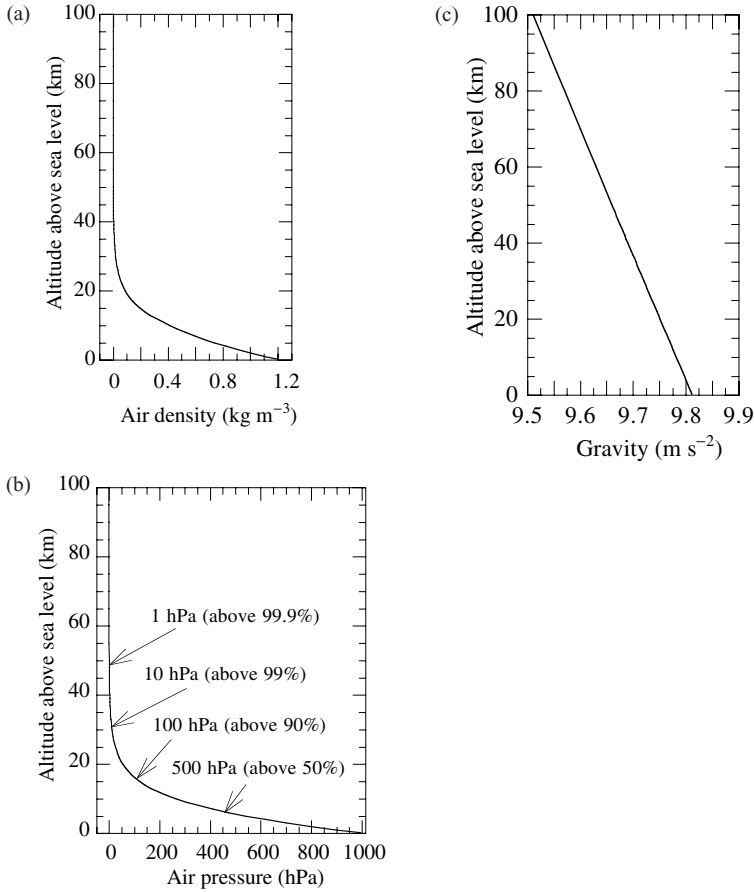 (a)
100
80
60
40
20
0
Altitude above sea level (km)
0 0.4 0.8 1.2
Air density (kg m⁻³)
(c)
100
80
60
40
20
0
Altitude above sea level (km)
9.5 9.6 9.7 9.8 9.9
Gravity (m s⁻²)
(b)
100
80
60
40
20
0
Altitude above sea level (km)
1 hPa (above 99.9%)
10 hPa (above 99%)
100 hPa (above 90%)
500 hPa (above 50%)
0 200 400 600 800 1000
Air pressure (hPa)